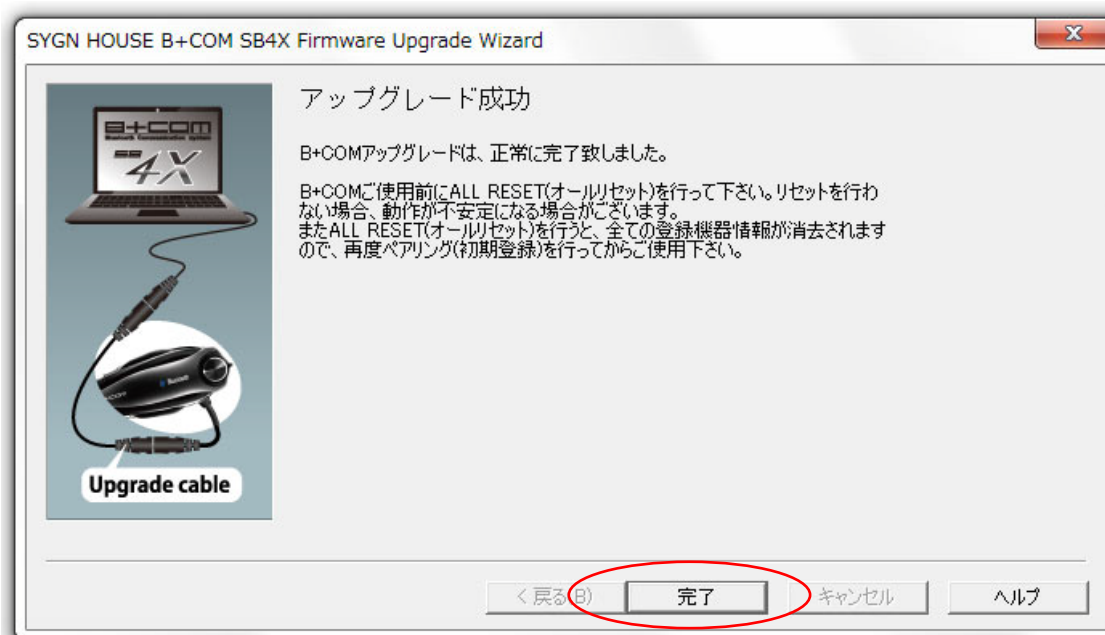 SYGN HOUSE B+COM SB4X Firmware Upgrade Wizard
アップグレード成功
B+COMアップグレードは、正常に完了致しました。
B+COMご使用前にALL RESET(オールリセット)を行って下さい。リセットを行わ
ない場合、動作が不安定になる場合がございます。
またALL RESET(オールリセット)を行うと、全ての登録機器情報が消去されます
ので、再度ペアリング(初期登録)を行ってからご使用下さい。
B+COM
SB
4X
Bluetooth
Upgrade cable
< 戻る(B)
完了
キャンセル
ヘルプ